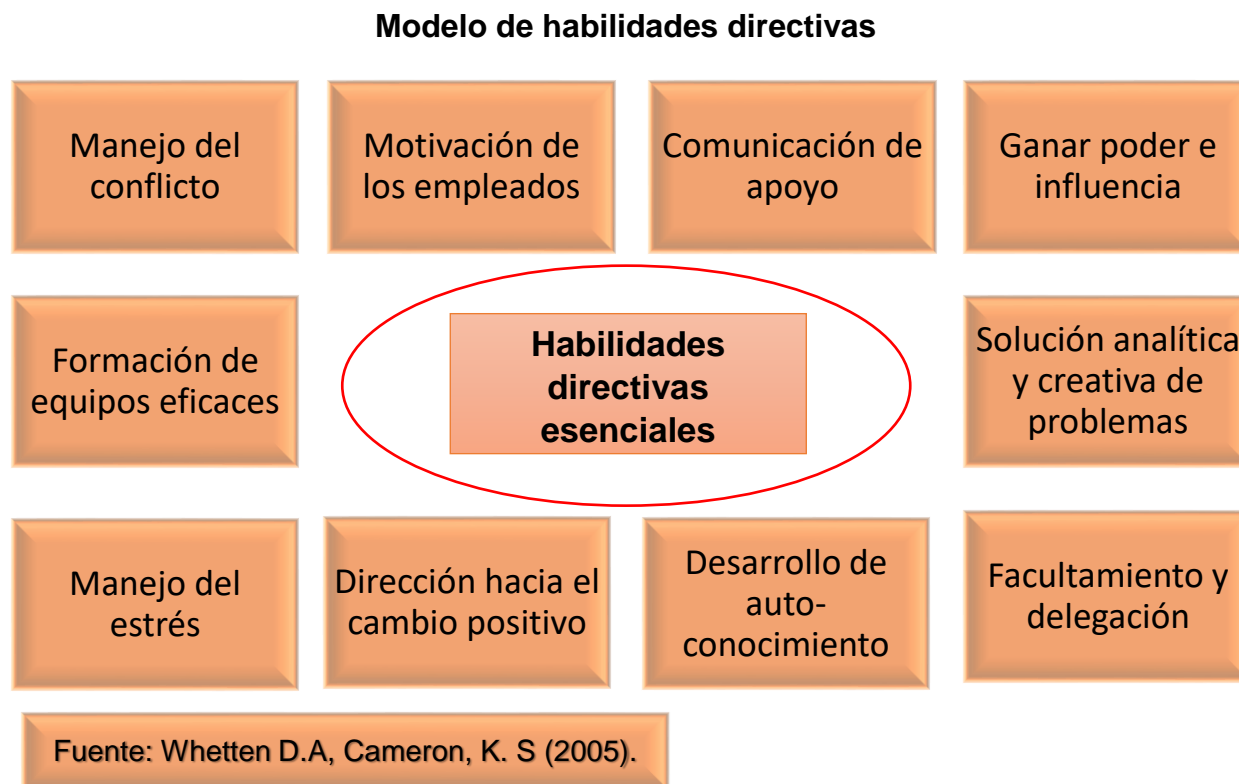 Modelo de habilidades directivas
Manejo del
conflicto
Motivación de
los empleados
Comunicación de
apoyo
Ganar poder e
influencia
Formación de
equipos eficaces
Habilidades
directivas
esenciales
Solución analítica
y creativa de
problemas
Manejo del
estrés
Dirección hacia el
cambio positivo
Desarrollo de
auto-
conocimiento
Facultamiento y
delegación
Fuente: Whetten D.A, Cameron, K. S (2005).